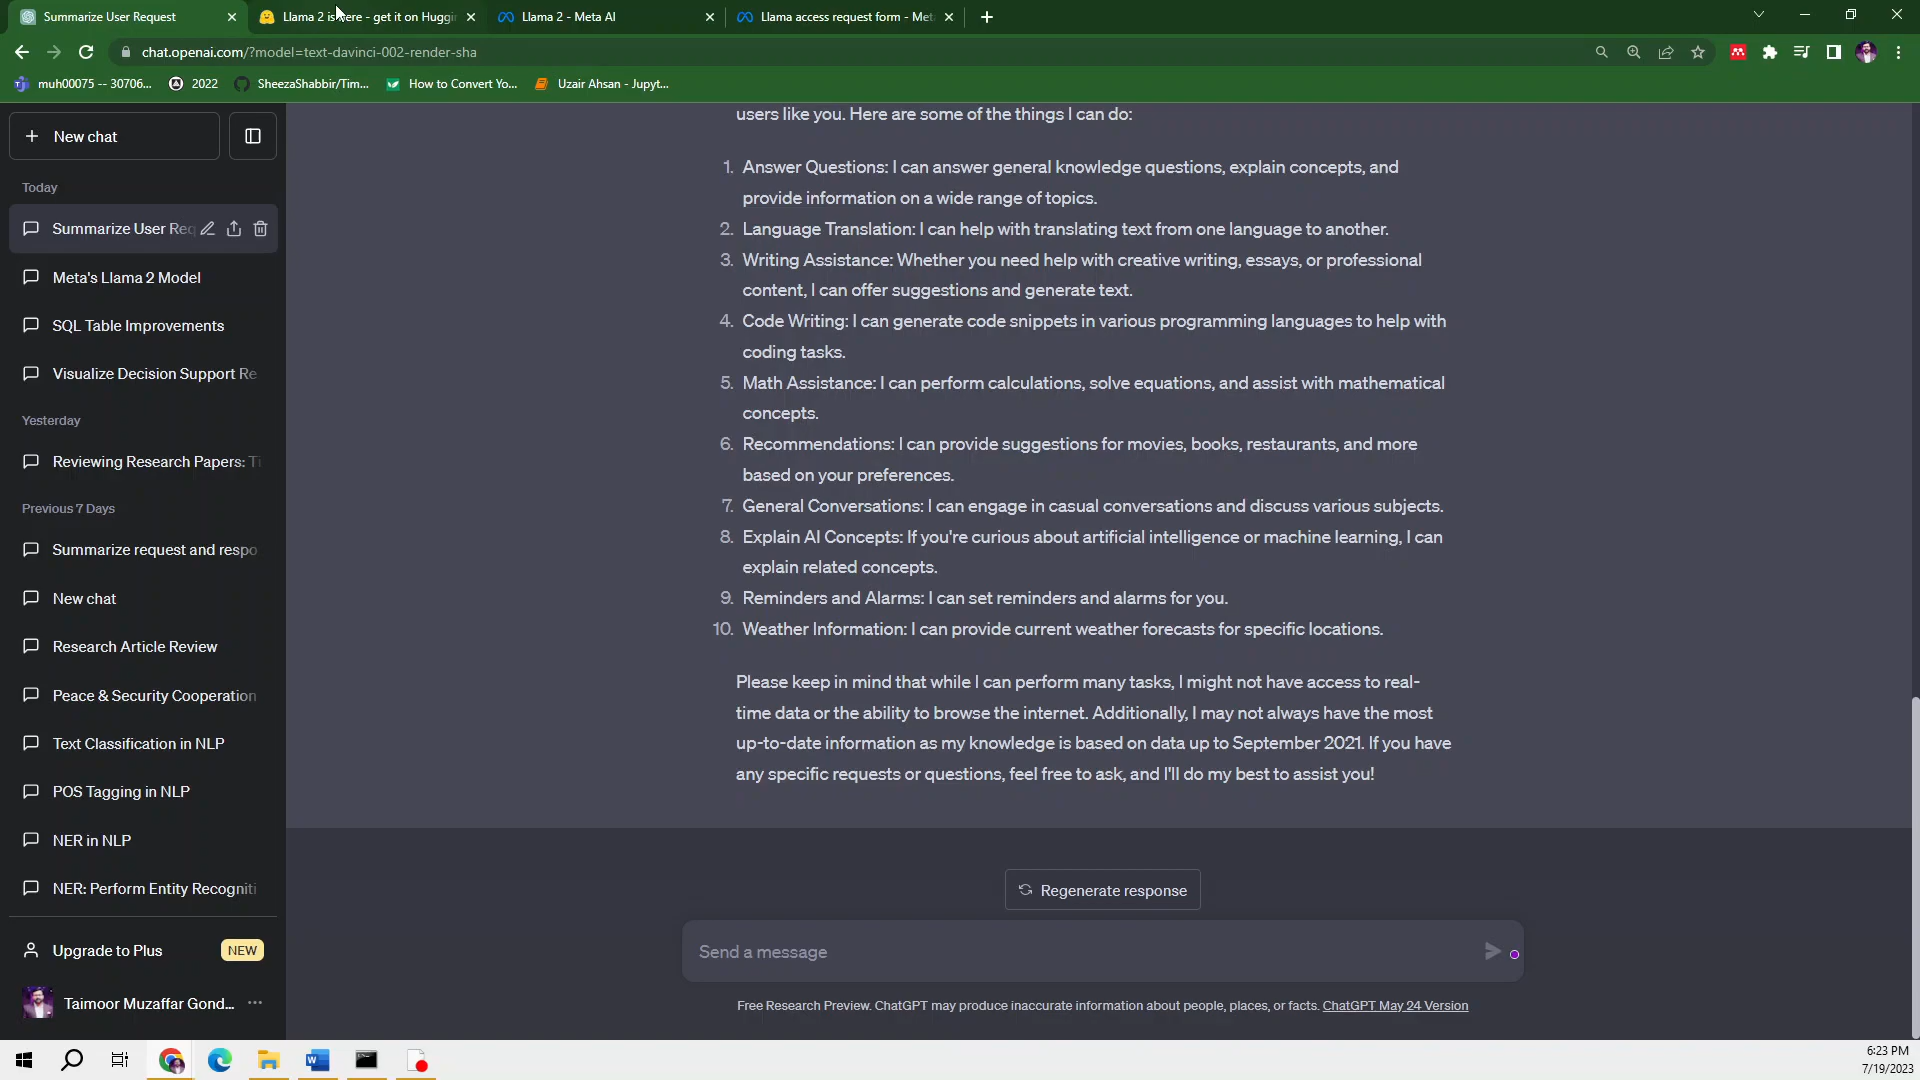 Summarize User Request
Llama 2 is here - get it on Huggin
Llama 2 - Meta AI
Llama access request form - Met
chat.openai.com/?model=text-davinci-002-render-sha
muh00075 -- 30706...
2022
SheezaShabbir/Tim...
How to Convert Yo...
Uzair Ahsan - Jupyt...
New chat
Today
Summarize User Req
Meta's Llama 2 Model
SQL Table Improvements
Visualize Decision Support Re
Yesterday
Reviewing Research Papers: Ti
Previous 7 Days
Summarize request and respo
New chat
Research Article Review
Peace & Security Cooperation
Text Classification in NLP
POS Tagging in NLP
NER in NLP
NER: Perform Entity Recogniti
Upgrade to Plus
NEW
Taimoor Muzaffar Gond...
users like you. Here are some of the things I can do:
1. Answer Questions: I can answer general knowledge questions, explain concepts, and
provide information on a wide range of topics.
2. Language Translation: I can help with translating text from one language to another.
3. Writing Assistance: Whether you need help with creative writing, essays, or professional
content, I can offer suggestions and generate text.
4. Code Writing: I can generate code snippets in various programming languages to help with
coding tasks.
5. Math Assistance: I can perform calculations, solve equations, and assist with mathematical
concepts.
6. Recommendations: I can provide suggestions for movies, books, restaurants, and more
based on your preferences.
7. General Conversations: I can engage in casual conversations and discuss various subjects.
8. Explain AI Concepts: If you're curious about artificial intelligence or machine learning, I can
explain related concepts.
9. Reminders and Alarms: I can set reminders and alarms for you.
10. Weather Information: I can provide current weather forecasts for specific locations.
Please keep in mind that while I can perform many tasks, I might not have access to real-
time data or the ability to browse the internet. Additionally, I may not always have the most
up-to-date information as my knowledge is based on data up to September 2021. If you have
any specific requests or questions, feel free to ask, and I'll do my best to assist you!
Regenerate response
Send a message
Free Research Preview. ChatGPT may produce inaccurate information about people, places, or facts. ChatGPT May 24 Version
6:23 PM
7/19/2023